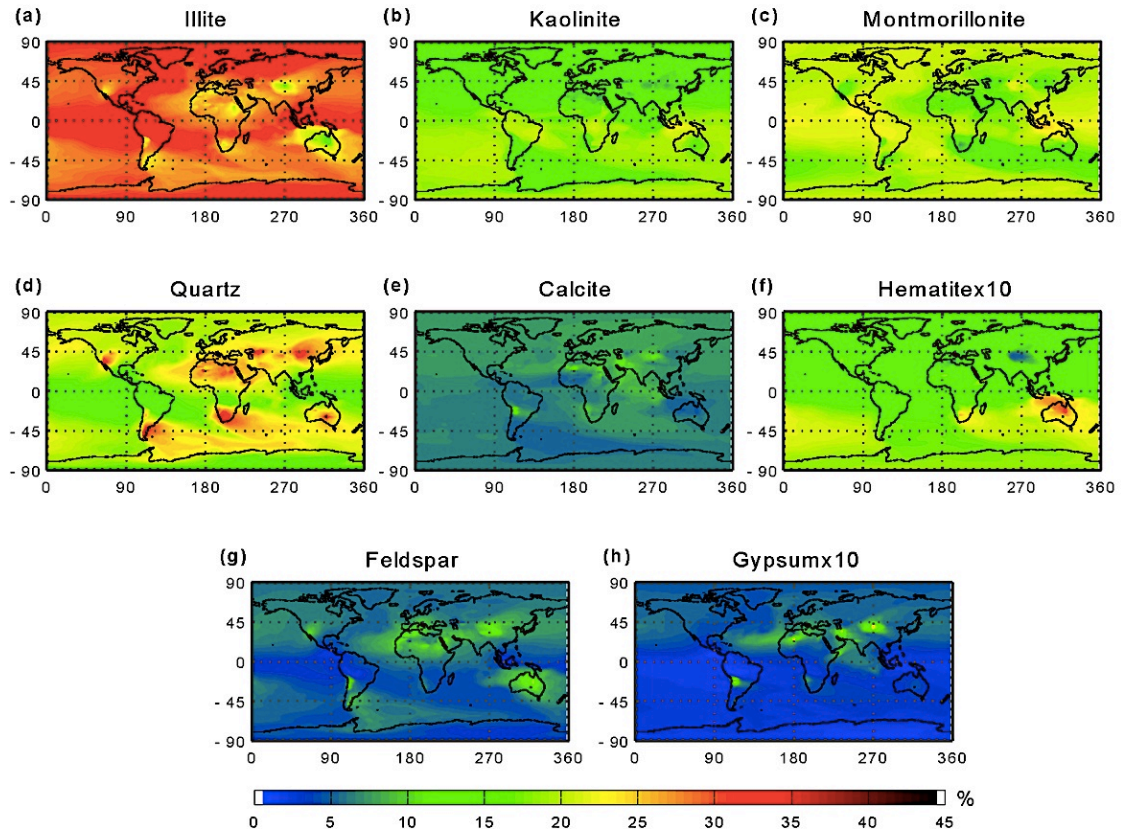 (a) Illite (b) Kaolinite (c) Montmorillonite
90 90 90
45 45 45
0 0 0
- 45 - 45 - 45
- 90 - 90 - 90
0 90 180 270 360 0 90 180 270 360 0 90 180 270 360
(d) Quartz (e) Calcite (f) Hematitex10
90 90 90
45 45 45
0 0 0
- 45 - 45 - 45
- 90 - 90 - 90
0 90 180 270 360 0 90 180 270 360 0 90 180 270 360
(g) Feldspar (h) Gypsumx10
90 90
45 45
0 0
- 45 - 45
- 90 - 90
0 90 180 270 360 0 90 180 270 360
%
0 5 10 15 20 25 30 35 40 45